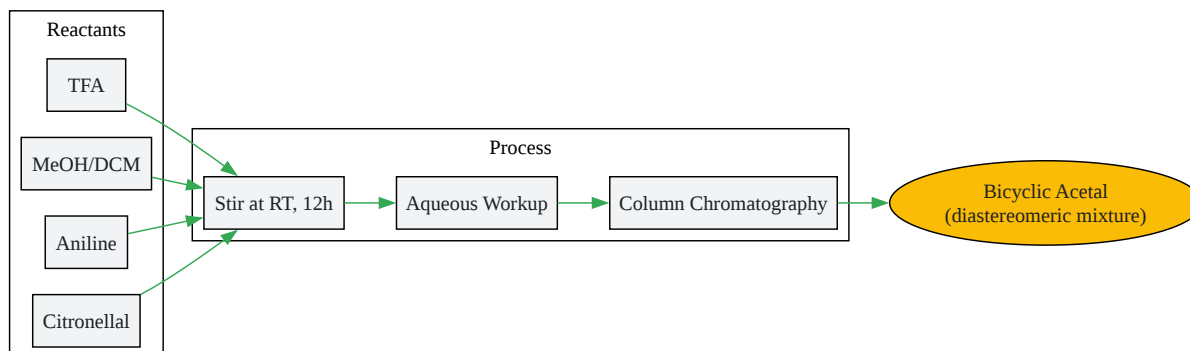 Reactants
TFA
MeOH/DCM
Aniline
Citronellal
Process
Stir at RT, 12h
Aqueous Workup
Column Chromatography
Bicyclic Acetal
(diastereomeric mixture)